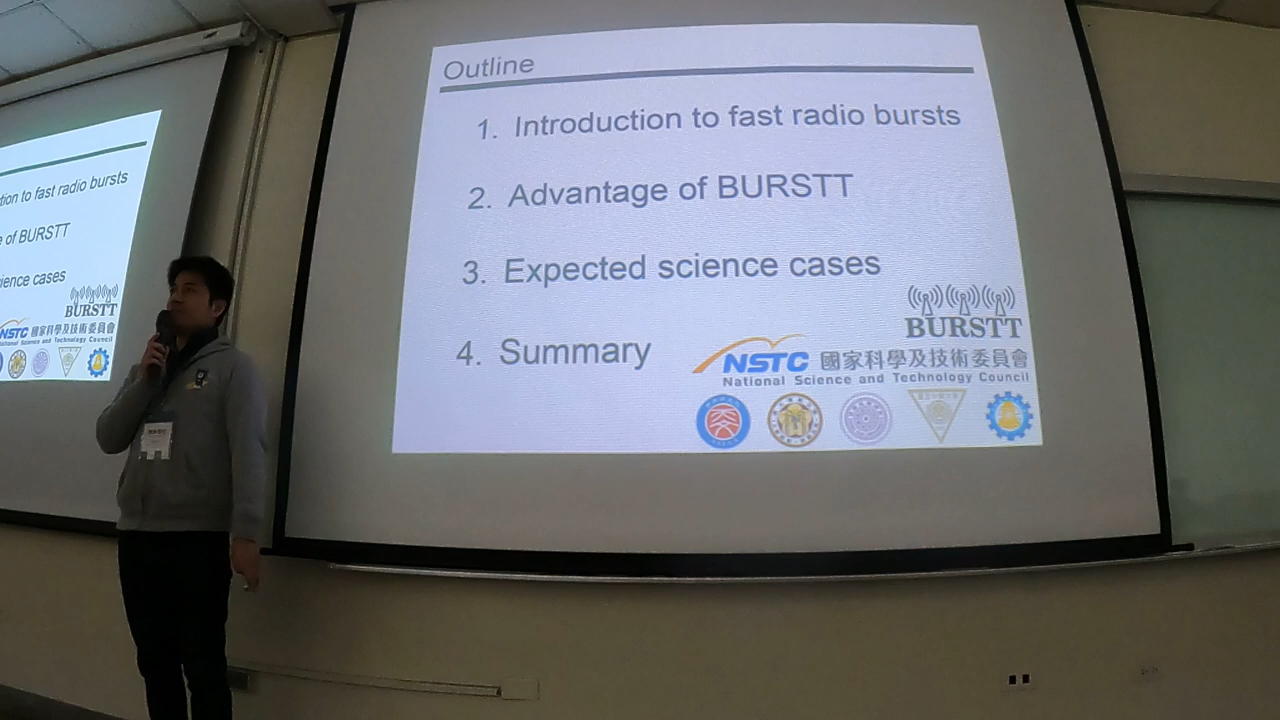 Outline
1. Introduction to fast radio bursts
2. Advantage of BURSTT
3. Expected science cases
4. Summary
BURSTT
NSTC 國家科學及技術委員會
National Science and Technology Council
tion to fast radio bursts
e of BURSTT
ience cases
BURSTT
NSTC 國家科學及技術委員會
ational Science and Technology Council